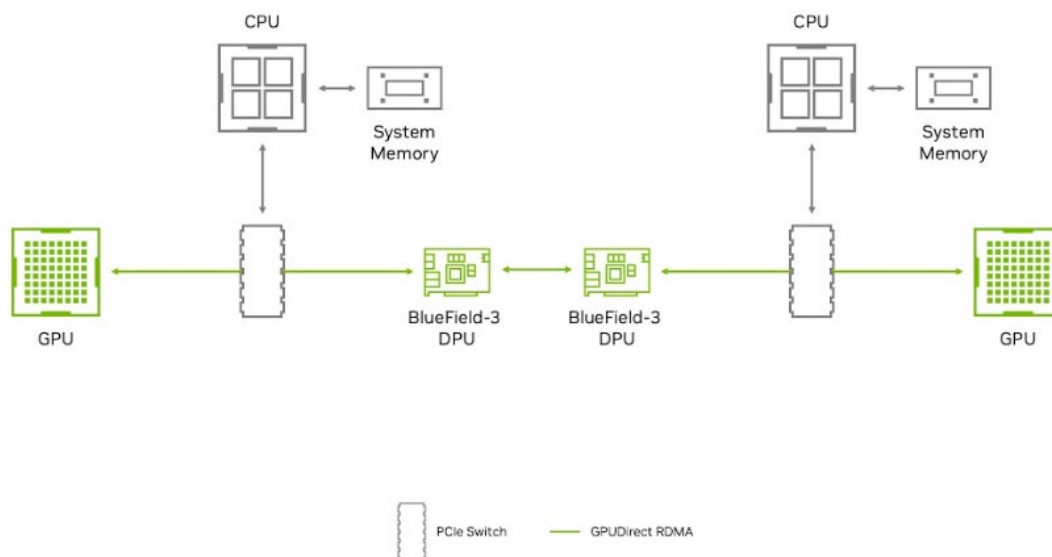 CPU
CPU
System
Memory
System
Memory
GPU
BlueField-3
DPU
BlueField-3
DPU
GPU
PCIe Switch
GPUDirect RDMA